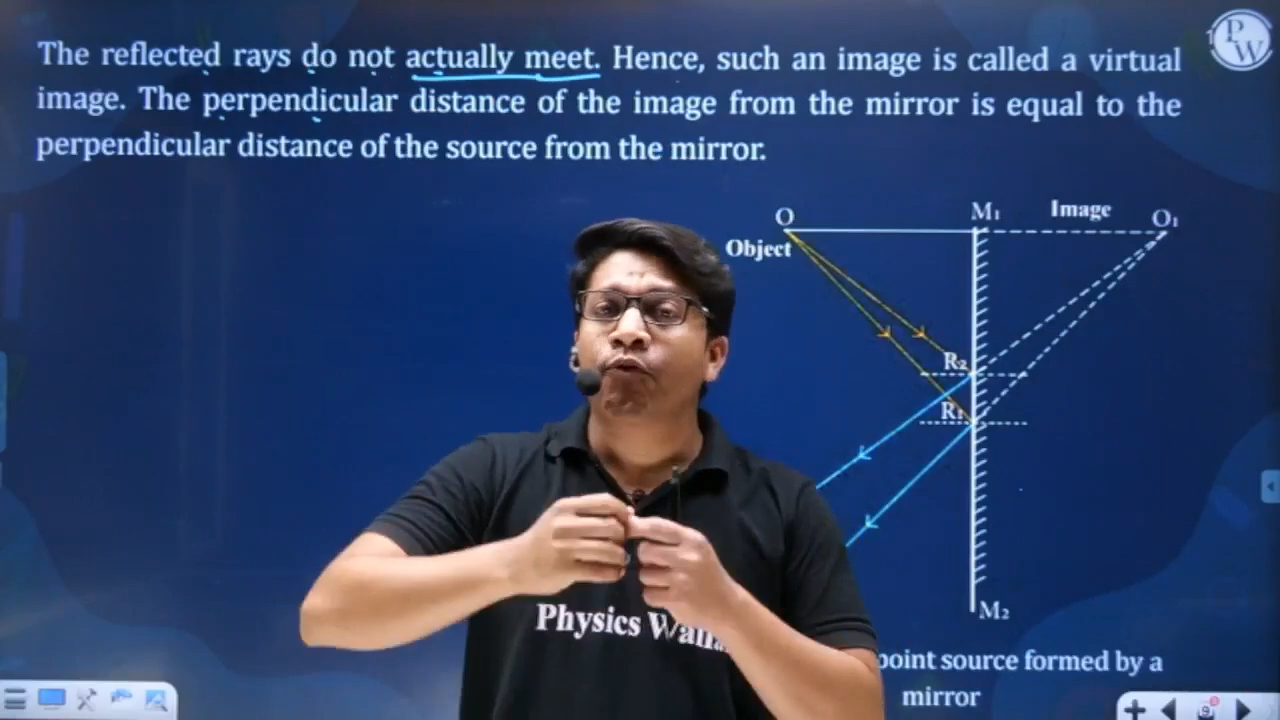 The reflected rays do not actually meet. Hence, such an image is called a virtual
image. The perpendicular distance of the image from the mirror is equal to the
perpendicular distance of the source from the mirror.
P
W
O
M₁
Image
O₁
Object
R₂
R₁
M₂
Physics
point source formed by a
mirror